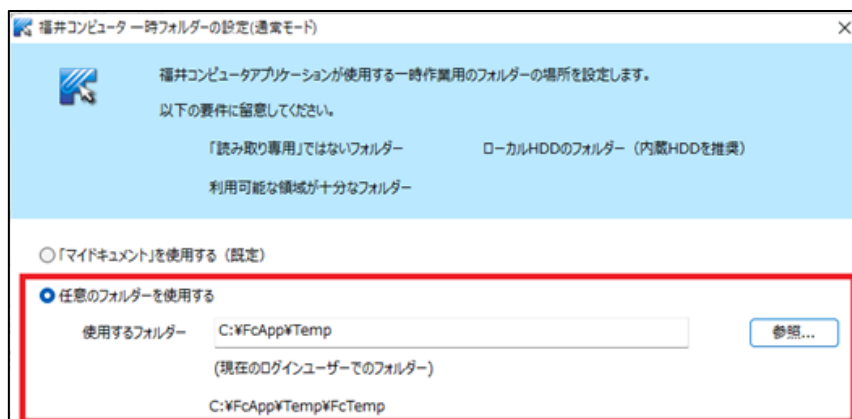 福井コンピュータ 一時フォルダーの設定(通常モード)
福井コンピュータアプリケーションが使用する一時作業用のフォルダーの場所を設定します。
以下の要件に留意してください。
「読み取り専用」ではないフォルダー ローカルHDDのフォルダー（内蔵HDDを推奨）
利用可能な領域が十分なフォルダー
「マイドキュメント」を使用する（既定）
任意のフォルダーを使用する
使用するフォルダー C:¥FcApp¥Temp 参照...
(現在のログインユーザーでのフォルダー)
C:¥FcApp¥Temp¥FcTemp